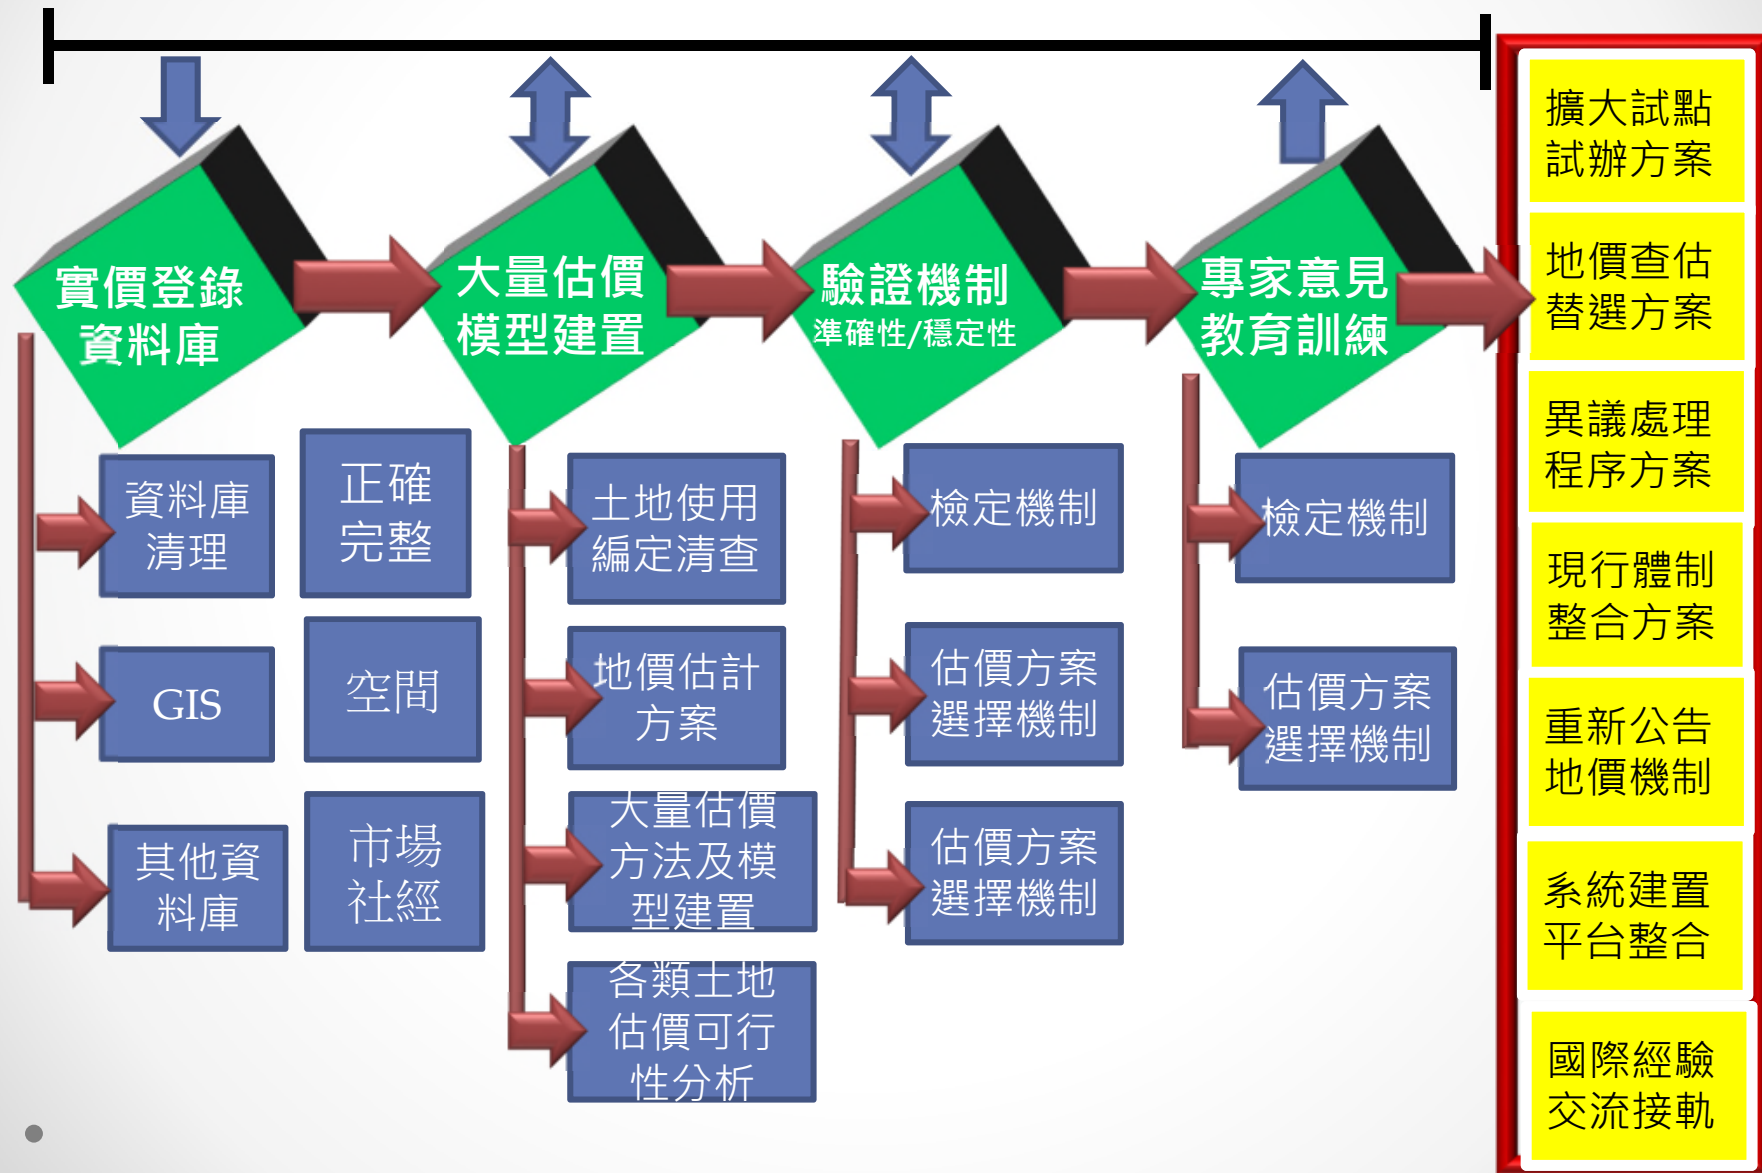 實價登錄
資料庫
大量估價
模型建置
驗證機制
準確性/穩定性
專家意見
教育訓練
資料庫
清理
正確
完整
GIS
空間
其他資
料庫
市場
社經
土地使用
編定清查
地價估計
方案
大量估價
方法及模
型建置
各類土地
估價可行
性分析
檢定機制
估價方案
選擇機制
估價方案
選擇機制
檢定機制
估價方案
選擇機制
擴大試點
試辦方案
地價查估
替選方案
異議處理
程序方案
現行體制
整合方案
重新公告
地價機制
系統建置
平台整合
國際經驗
交流接軌